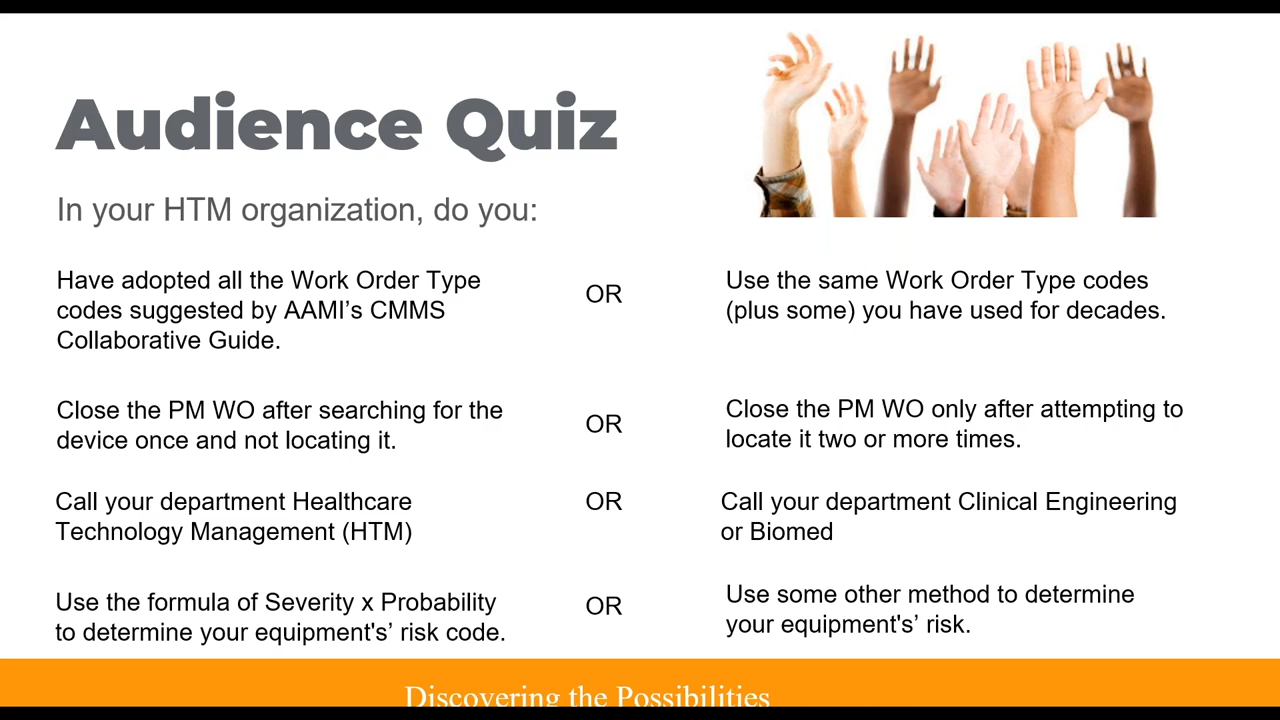 Audience Quiz
In your HTM organization, do you:
Have adopted all the Work Order Type
codes suggested by AAMI’s CMMS
Collaborative Guide.
OR
Use the same Work Order Type codes
(plus some) you have used for decades.
Close the PM WO after searching for the
device once and not locating it.
OR
Close the PM WO only after attempting to
locate it two or more times.
Call your department Healthcare
Technology Management (HTM)
OR
Call your department Clinical Engineering
or Biomed
Use the formula of Severity x Probability
to determine your equipment's’ risk code.
OR
Use some other method to determine
your equipment's’ risk.
Discovering the Possibilities